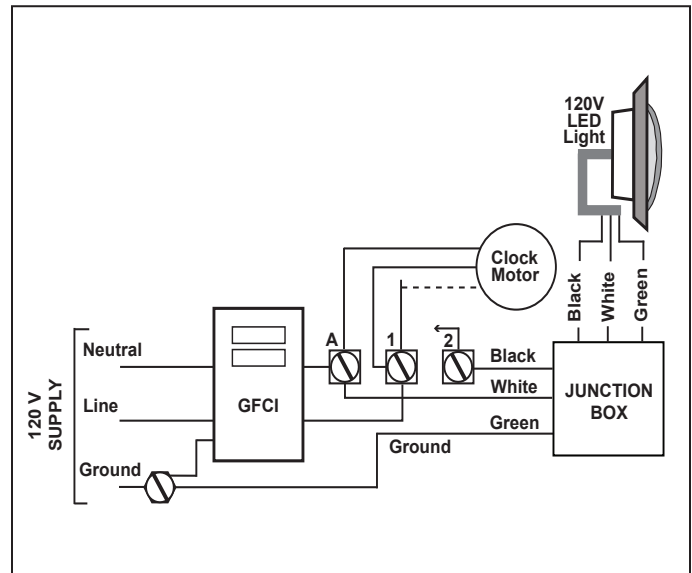 120V
LED
Light
Clock
Motor
Black
White
Green
A
1
2
Neutral
Line
Ground
120 V
SUPPLY
GFCI
Black
White
Green
Ground
JUNCTION
BOX